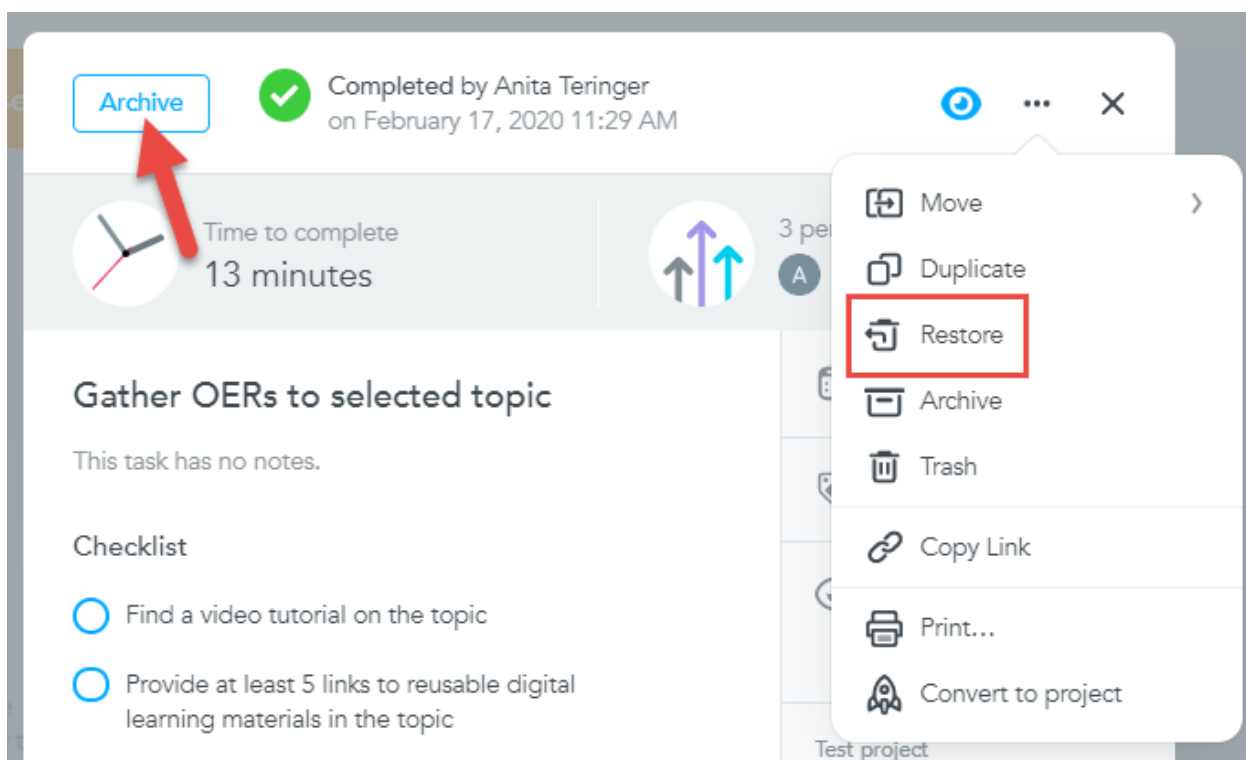 Archive
Completed by Anita Teringer
on February 17, 2020 11:29 AM
Time to complete
13 minutes
3
A
Move
Duplicate
Restore
Archive
Trash
Copy Link
Print...
Convert to project
Gather OERs to selected topic
This task has no notes.
Checklist
Find a video tutorial on the topic
Provide at least 5 links to reusable digital
learning materials in the topic
Test project